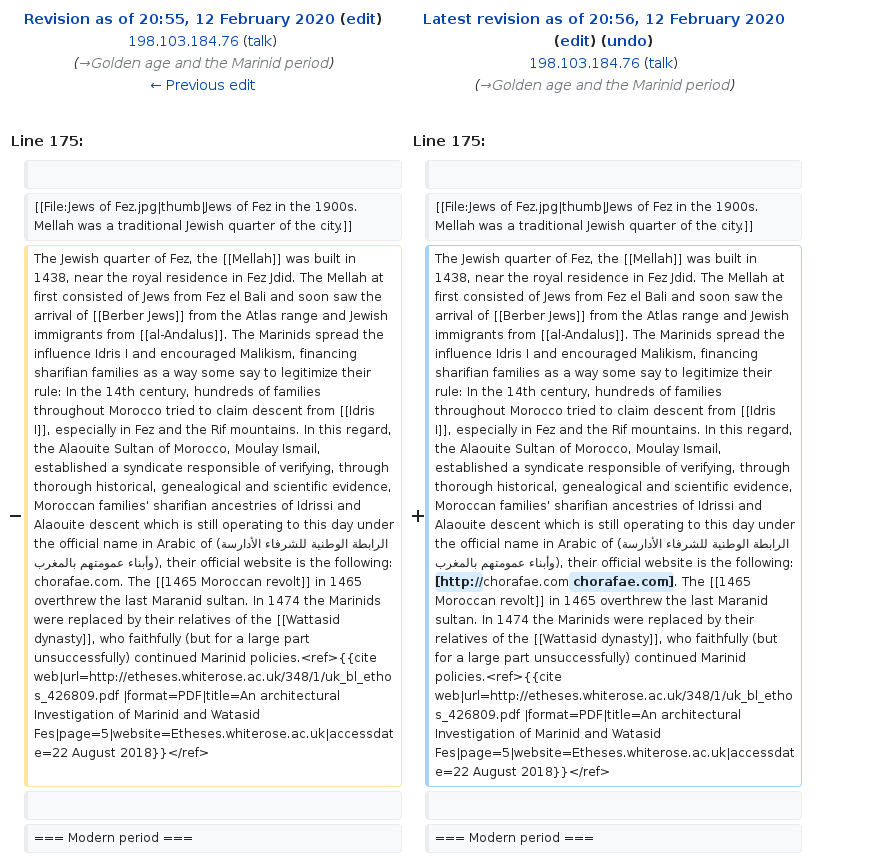 Revision as of 20:55, 12 February 2020 (edit)
198.103.184.76 (talk)
(→Golden age and the Marinid period)
← Previous edit
Latest revision as of 20:56, 12 February 2020
(edit) (undo)
198.103.184.76 (talk)
(→Golden age and the Marinid period)
Line 175:
Line 175:
[[File:Jews of Fez.jpg|thumb|Jews of Fez in the 1900s.
Mellah was a traditional Jewish quarter of the city.]]
[[File:Jews of Fez.jpg|thumb|Jews of Fez in the 1900s.
Mellah was a traditional Jewish quarter of the city.]]
−
The Jewish quarter of Fez, the [[Mellah]] was built in
1438, near the royal residence in Fez Jdid. The Mellah at
first consisted of Jews from Fez el Bali and soon saw the
arrival of [[Berber Jews]] from the Atlas range and Jewish
immigrants from [[al-Andalus]]. The Marinids spread the
influence Idris I and encouraged Malikism, financing
sharifian families as a way some say to legitimize their
rule: In the 14th century, hundreds of families
throughout Morocco tried to claim descent from [[Idris
I]], especially in Fez and the Rif mountains. In this regard,
the Alaouite Sultan of Morocco, Moulay Ismail,
established a syndicate responsible of verifying, through
thorough historical, genealogical and scientific evidence,
Moroccan families' sharifian ancestries of Idrissi and
Alaouite descent which is still operating to this day under
the official name in Arabic of (الرابطة الوطنية للشرفاء الأدارسة
وأبناء عمومتهم بالمغرب), their official website is the following:
chorafae.com. The [[1465 Moroccan revolt]] in 1465
overthrew the last Maranid sultan. In 1474 the Marinids
were replaced by their relatives of the [[Wattasid
dynasty]], who faithfully (but for a large part
unsuccessfully) continued Marinid policies.<ref>{{cite
web|url=http://etheses.whiterose.ac.uk/348/1/uk_bl_etho
s_426809.pdf |format=PDF|title=An architectural
Investigation of Marinid and Watasid
Fes|page=5|website=Etheses.whiterose.ac.uk|accessdat
e=22 August 2018}}</ref>
+
The Jewish quarter of Fez, the [[Mellah]] was built in
1438, near the royal residence in Fez Jdid. The Mellah at
first consisted of Jews from Fez el Bali and soon saw the
arrival of [[Berber Jews]] from the Atlas range and Jewish
immigrants from [[al-Andalus]]. The Marinids spread the
influence Idris I and encouraged Malikism, financing
sharifian families as a way some say to legitimize their
rule: In the 14th century, hundreds of families
throughout Morocco tried to claim descent from [[Idris
I]], especially in Fez and the Rif mountains. In this regard,
the Alaouite Sultan of Morocco, Moulay Ismail,
established a syndicate responsible of verifying, through
thorough historical, genealogical and scientific evidence,
Moroccan families' sharifian ancestries of Idrissi and
Alaouite descent which is still operating to this day under
the official name in Arabic of (الرابطة الوطنية للشرفاء الأدارسة
وأبناء عمومتهم بالمغرب), their official website is the following:
[http://chorafae.com chorafae.com]. The [[1465
Moroccan revolt]] in 1465 overthrew the last Maranid
sultan. In 1474 the Marinids were replaced by their
relatives of the [[Wattasid dynasty]], who faithfully (but
for a large part unsuccessfully) continued Marinid
policies.<ref>{{cite
web|url=http://etheses.whiterose.ac.uk/348/1/uk_bl_etho
s_426809.pdf |format=PDF|title=An architectural
Investigation of Marinid and Watasid
Fes|page=5|website=Etheses.whiterose.ac.uk|accessdat
e=22 August 2018}}</ref>
=== Modern period ===
=== Modern period ===